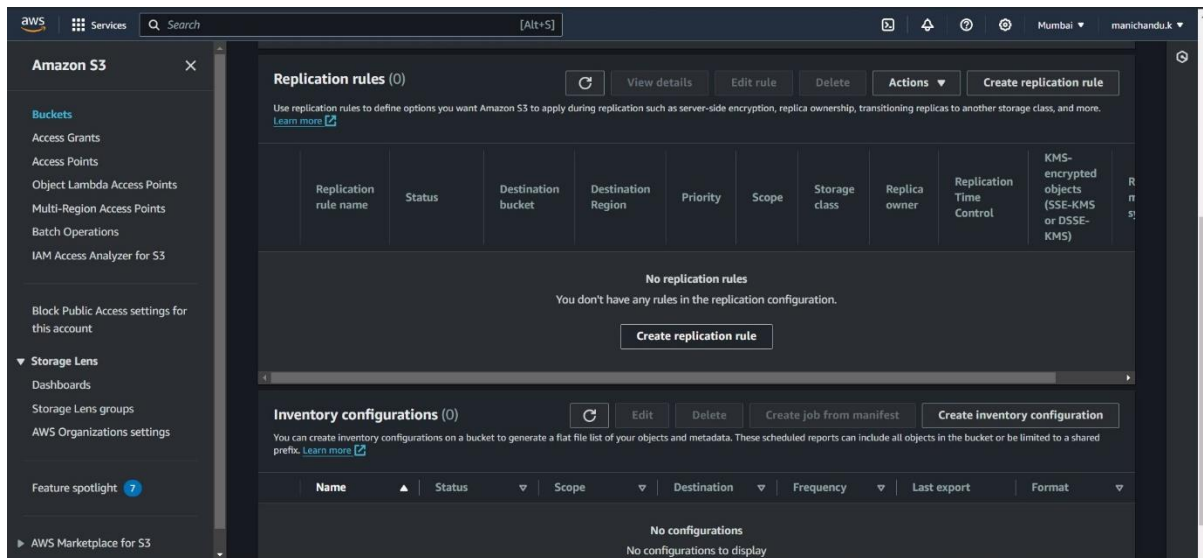 aws
Services
Search
[Alt+S]
Mumbai ▼
manichandu.k ▼
Amazon S3
Buckets
Access Grants
Access Points
Object Lambda Access Points
Multi-Region Access Points
Batch Operations
IAM Access Analyzer for S3
Block Public Access settings for
this account
▼ Storage Lens
Dashboards
Storage Lens groups
AWS Organizations settings
Feature spotlight 7
▶ AWS Marketplace for S3
Replication rules (0)
View details
Edit rule
Delete
Actions ▼
Create replication rule
Use replication rules to define options you want Amazon S3 to apply during replication such as server-side encryption, replica ownership, transitioning replicas to another storage class, and more.
Learn more
Replication
rule name
Status
Destination
bucket
Destination
Region
Priority
Scope
Storage
class
Replica
owner
Replication
Time
Control
KMS-
encrypted
objects
(SSE-KMS
or DSSE-
KMS)
No replication rules
You don't have any rules in the replication configuration.
Create replication rule
Inventory configurations (0)
Edit
Delete
Create job from manifest
Create inventory configuration
You can create inventory configurations on a bucket to generate a flat file list of your objects and metadata. These scheduled reports can include all objects in the bucket or be limited to a shared
prefix. Learn more
Name
Status
Scope
Destination
Frequency
Last export
Format
No configurations
No configurations to display